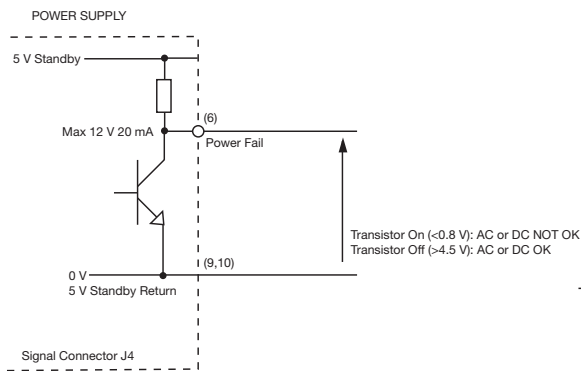 POWER SUPPLY
5 V Standby
(6)
Max 12 V 20 mA
Power Fail
Transistor On (<0.8 V): AC or DC NOT OK
Transistor Off (>4.5 V): AC or DC OK
(9,10)
0 V
5 V Standby Return
Signal Connector J4